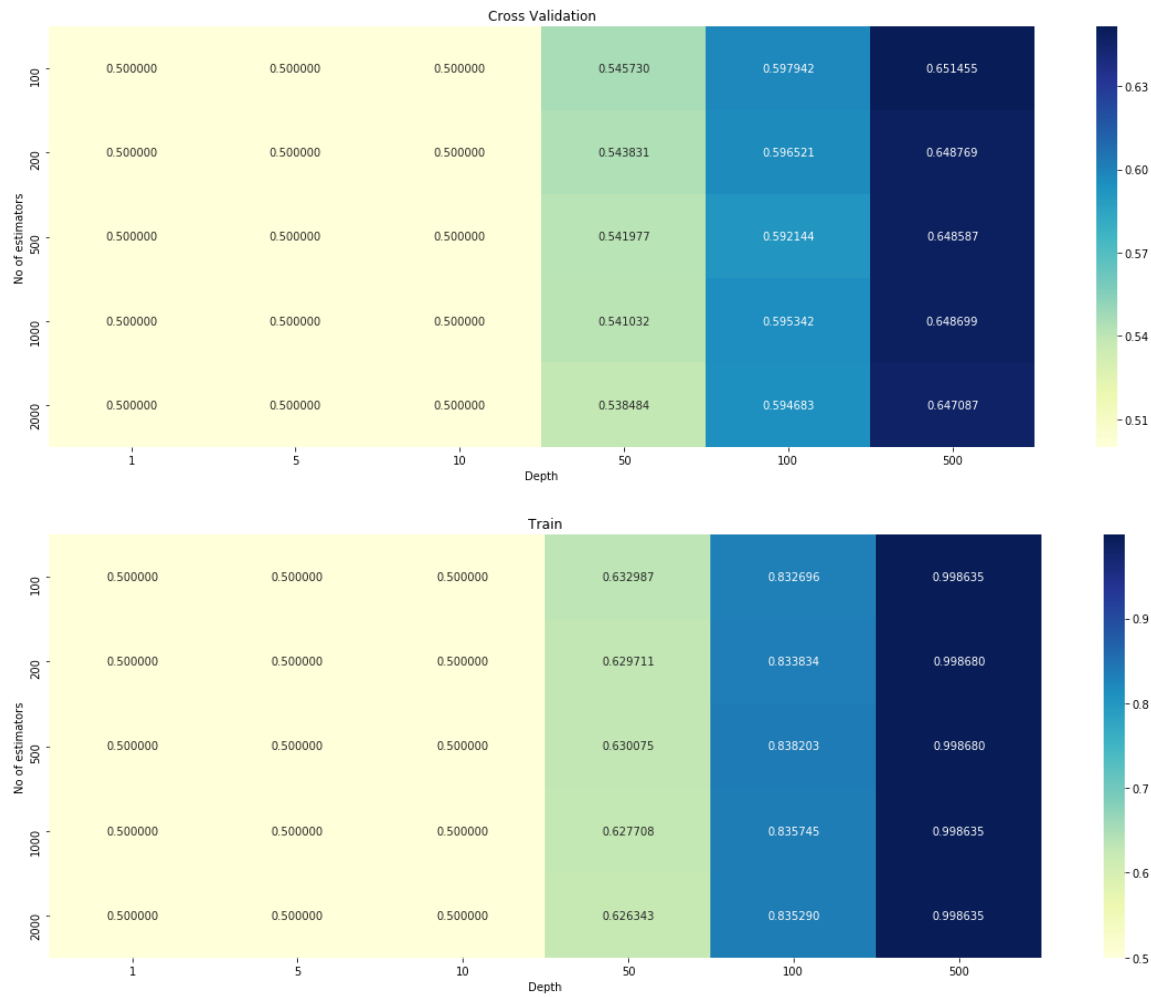 Cross Validation
100 0.500000 0.500000 0.500000 0.545730 0.597942 0.651455
0.63
200 0.500000 0.500000 0.500000 0.543831 0.596521 0.648769
0.60
No of estimators
500 0.500000 0.500000 0.500000 0.541977 0.592144 0.648587
0.57
1000 0.500000 0.500000 0.500000 0.541032 0.595342 0.648699
0.54
2000 0.500000 0.500000 0.500000 0.538484 0.594683 0.647087
0.51
1 5 10 50 100 500
Depth
Train
100 0.500000 0.500000 0.500000 0.632987 0.832696 0.998635
0.9
200 0.500000 0.500000 0.500000 0.629711 0.833834 0.998680
0.8
No of estimators
500 0.500000 0.500000 0.500000 0.630075 0.838203 0.998680
0.7
1000 0.500000 0.500000 0.500000 0.627708 0.835745 0.998635
0.6
2000 0.500000 0.500000 0.500000 0.626343 0.835290 0.998635
0.5
1 5 10 50 100 500
Depth